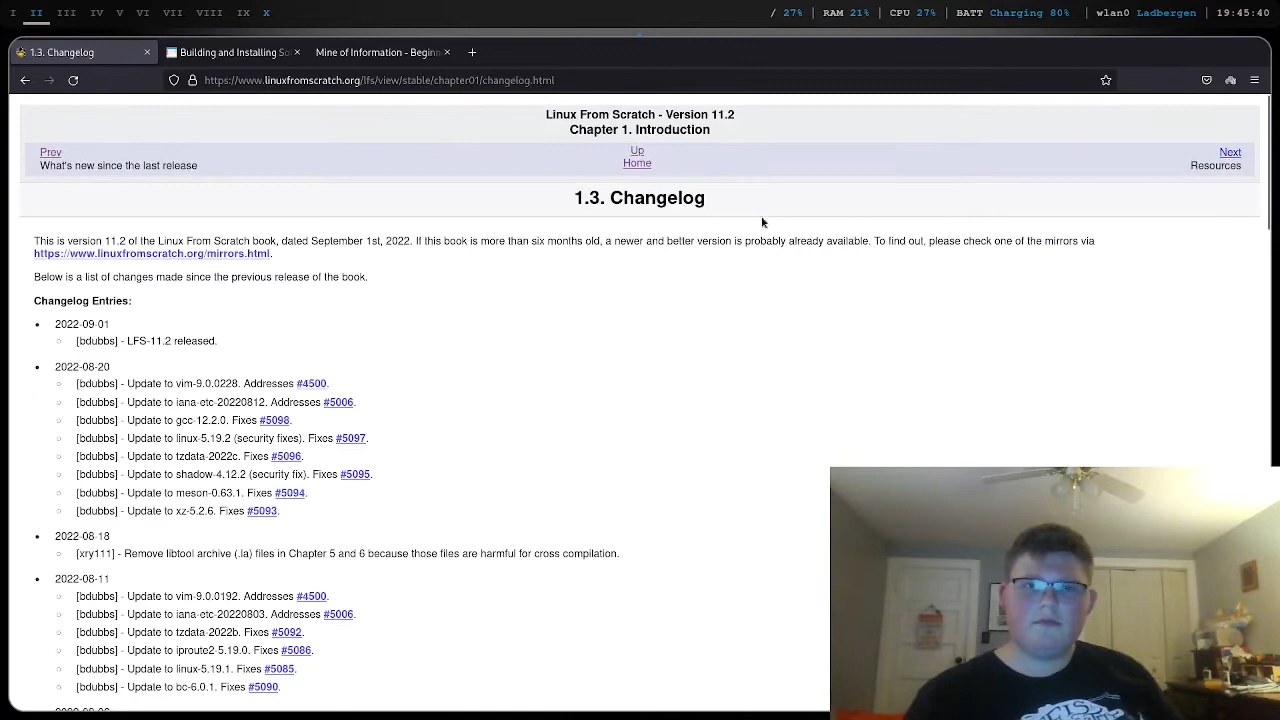 I II III IV V VI VII VIII IX X / 27% RAM 21% CPU 27% BATT Charging 80% wlan0 Ladbergen 19:45:40
1.3. Changelog × Building and Installing So × Mine of Information - Beginn × +
https://www.linuxfromscratch.org/lfs/view/stable/chapter01/changelog.html
Linux From Scratch - Version 11.2
Chapter 1. Introduction
Prev Up Next
What's new since the last release Home Resources
1.3. Changelog
This is version 11.2 of the Linux From Scratch book, dated September 1st, 2022. If this book is more than six months old, a newer and better version is probably already available. To find out, please check one of the mirrors via
https://www.linuxfromscratch.org/mirrors.html.
Below is a list of changes made since the previous release of the book.
Changelog Entries:
• 2022-09-01
○ [bdubbs] - LFS-11.2 released.
• 2022-08-20
○ [bdubbs] - Update to vim-9.0.0228. Addresses #4500.
○ [bdubbs] - Update to iana-etc-20220812. Addresses #5006.
○ [bdubbs] - Update to gcc-12.2.0. Fixes #5098.
○ [bdubbs] - Update to linux-5.19.2 (security fixes). Fixes #5097.
○ [bdubbs] - Update to tzdata-2022c. Fixes #5096.
○ [bdubbs] - Update to shadow-4.12.2 (security fix). Fixes #5095.
○ [bdubbs] - Update to meson-0.63.1. Fixes #5094.
○ [bdubbs] - Update to xz-5.2.6. Fixes #5093.
• 2022-08-18
○ [xry111] - Remove libtool archive (.la) files in Chapter 5 and 6 because those files are harmful for cross compilation.
• 2022-08-11
○ [bdubbs] - Update to vim-9.0.0192. Addresses #4500.
○ [bdubbs] - Update to iana-etc-20220803. Addresses #5006.
○ [bdubbs] - Update to tzdata-2022b. Fixes #5092.
○ [bdubbs] - Update to iproute2-5.19.0. Fixes #5086.
○ [bdubbs] - Update to linux-5.19.1. Fixes #5085.
○ [bdubbs] - Update to bc-6.0.1. Fixes #5090.